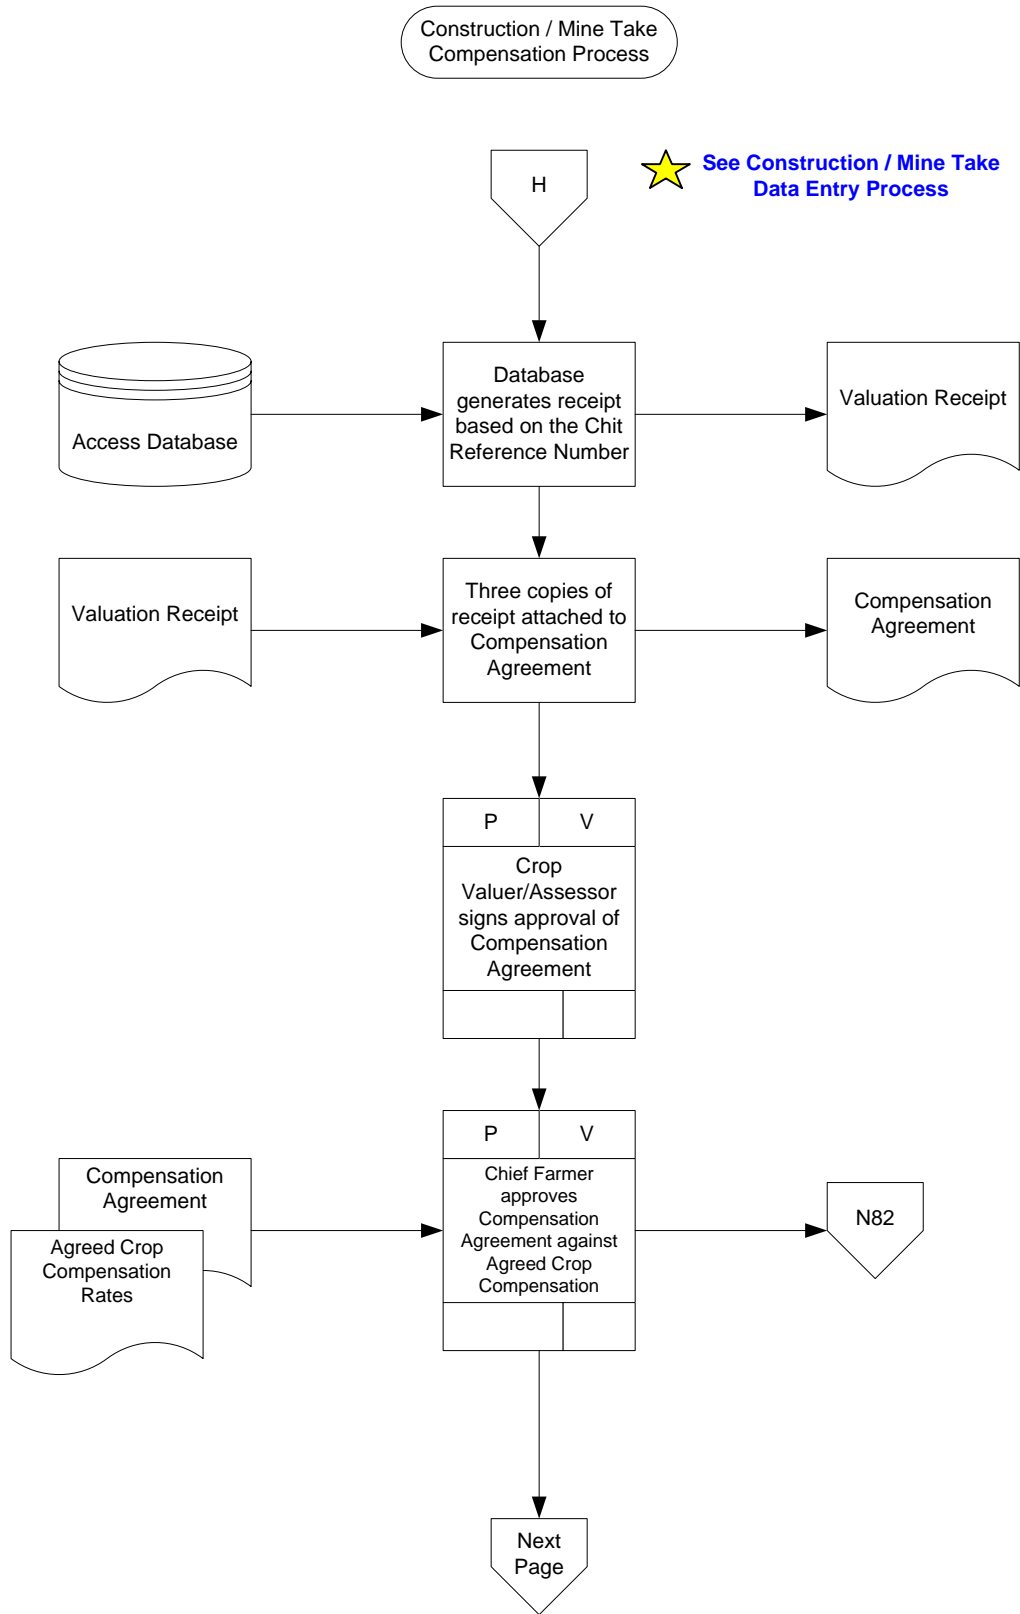 Construction / Mine Take
Compensation Process
H
See Construction / Mine Take
Data Entry Process
Access Database
Database
generates receipt
based on the Chit
Reference Number
Valuation Receipt
Valuation Receipt
Three copies of
receipt attached to
Compensation
Agreement
Compensation
Agreement
P
V
Crop
Valuer/Assessor
signs approval of
Compensation
Agreement
Compensation
Agreement
Agreed Crop
Compensation
Rates
P
V
Chief Farmer
approves
Compensation
Agreement against
Agreed Crop
Compensation
N82
Next
Page